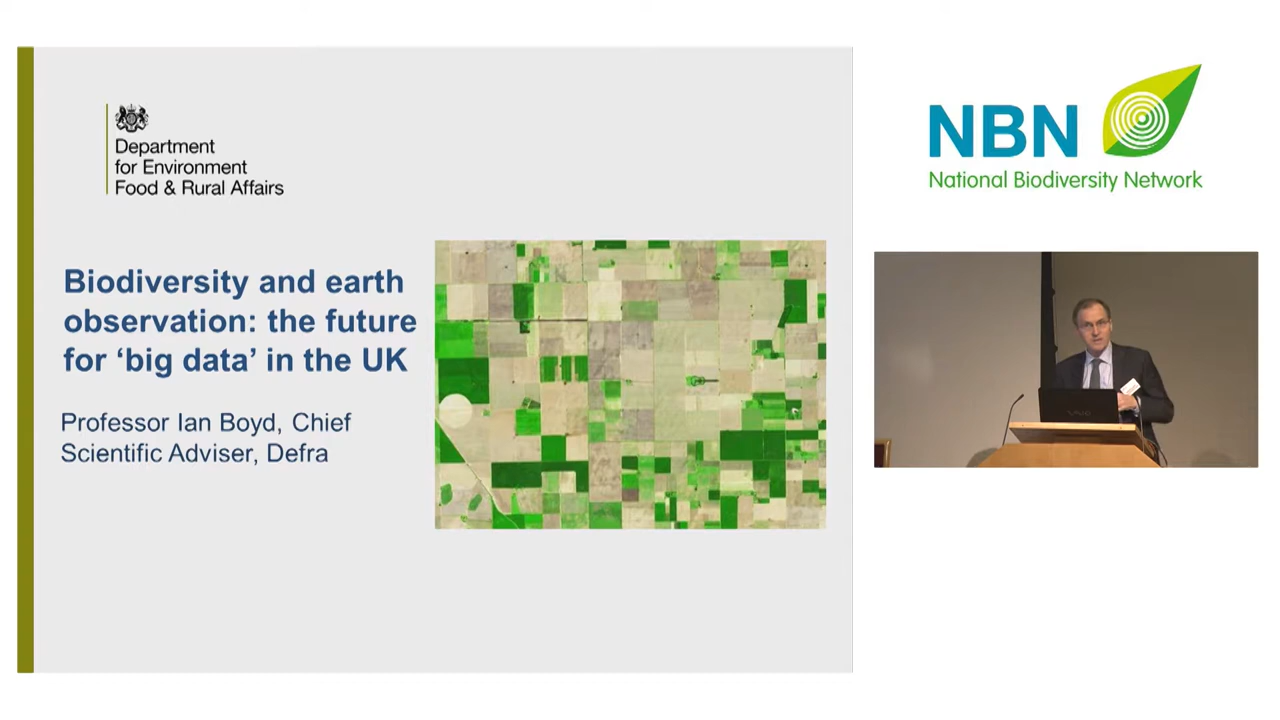 Department
for Environment
Food & Rural Affairs
Biodiversity and earth
observation: the future
for ‘big data’ in the UK
Professor Ian Boyd, Chief
Scientific Adviser, Defra
NBN
National Biodiversity Network
VAIO